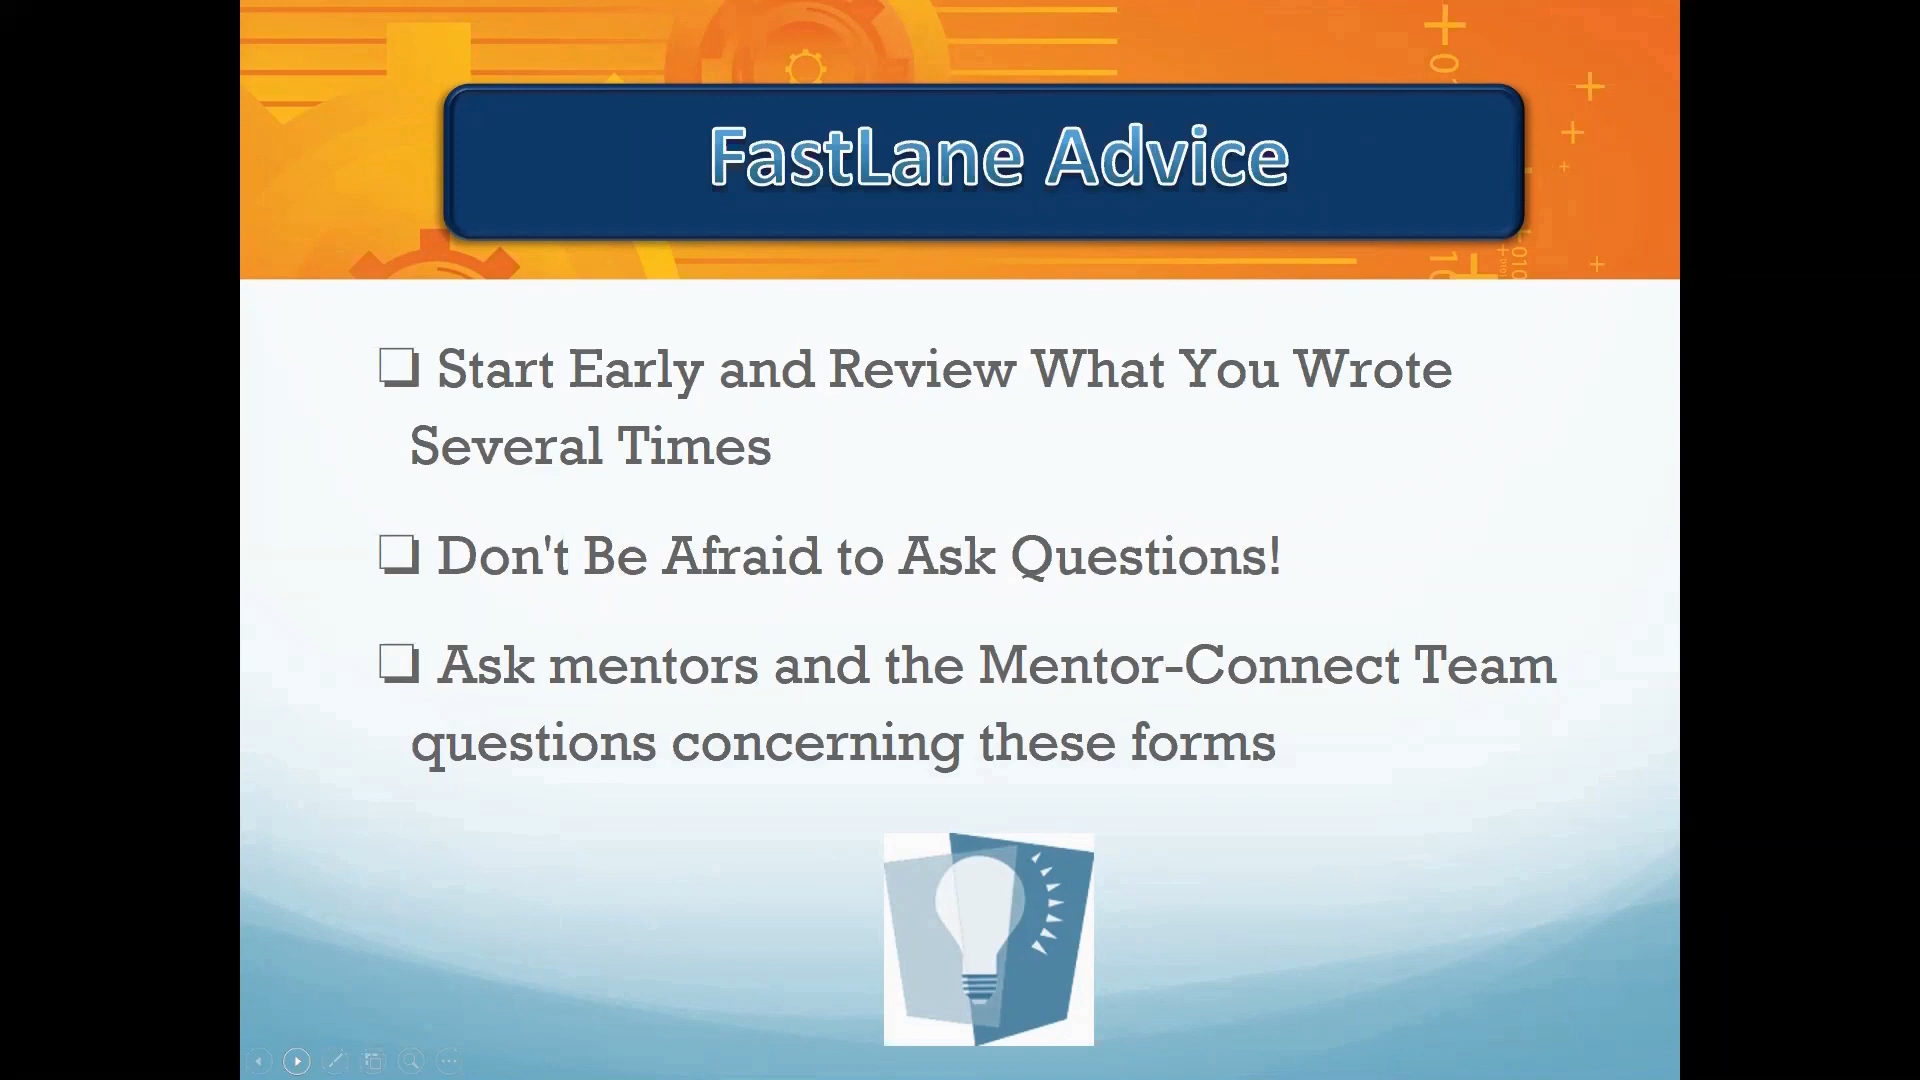 FastLane Advice
❑ Start Early and Review What You Wrote
Several Times
❑ Don't Be Afraid to Ask Questions!
❑ Ask mentors and the Mentor-Connect Team
questions concerning these forms